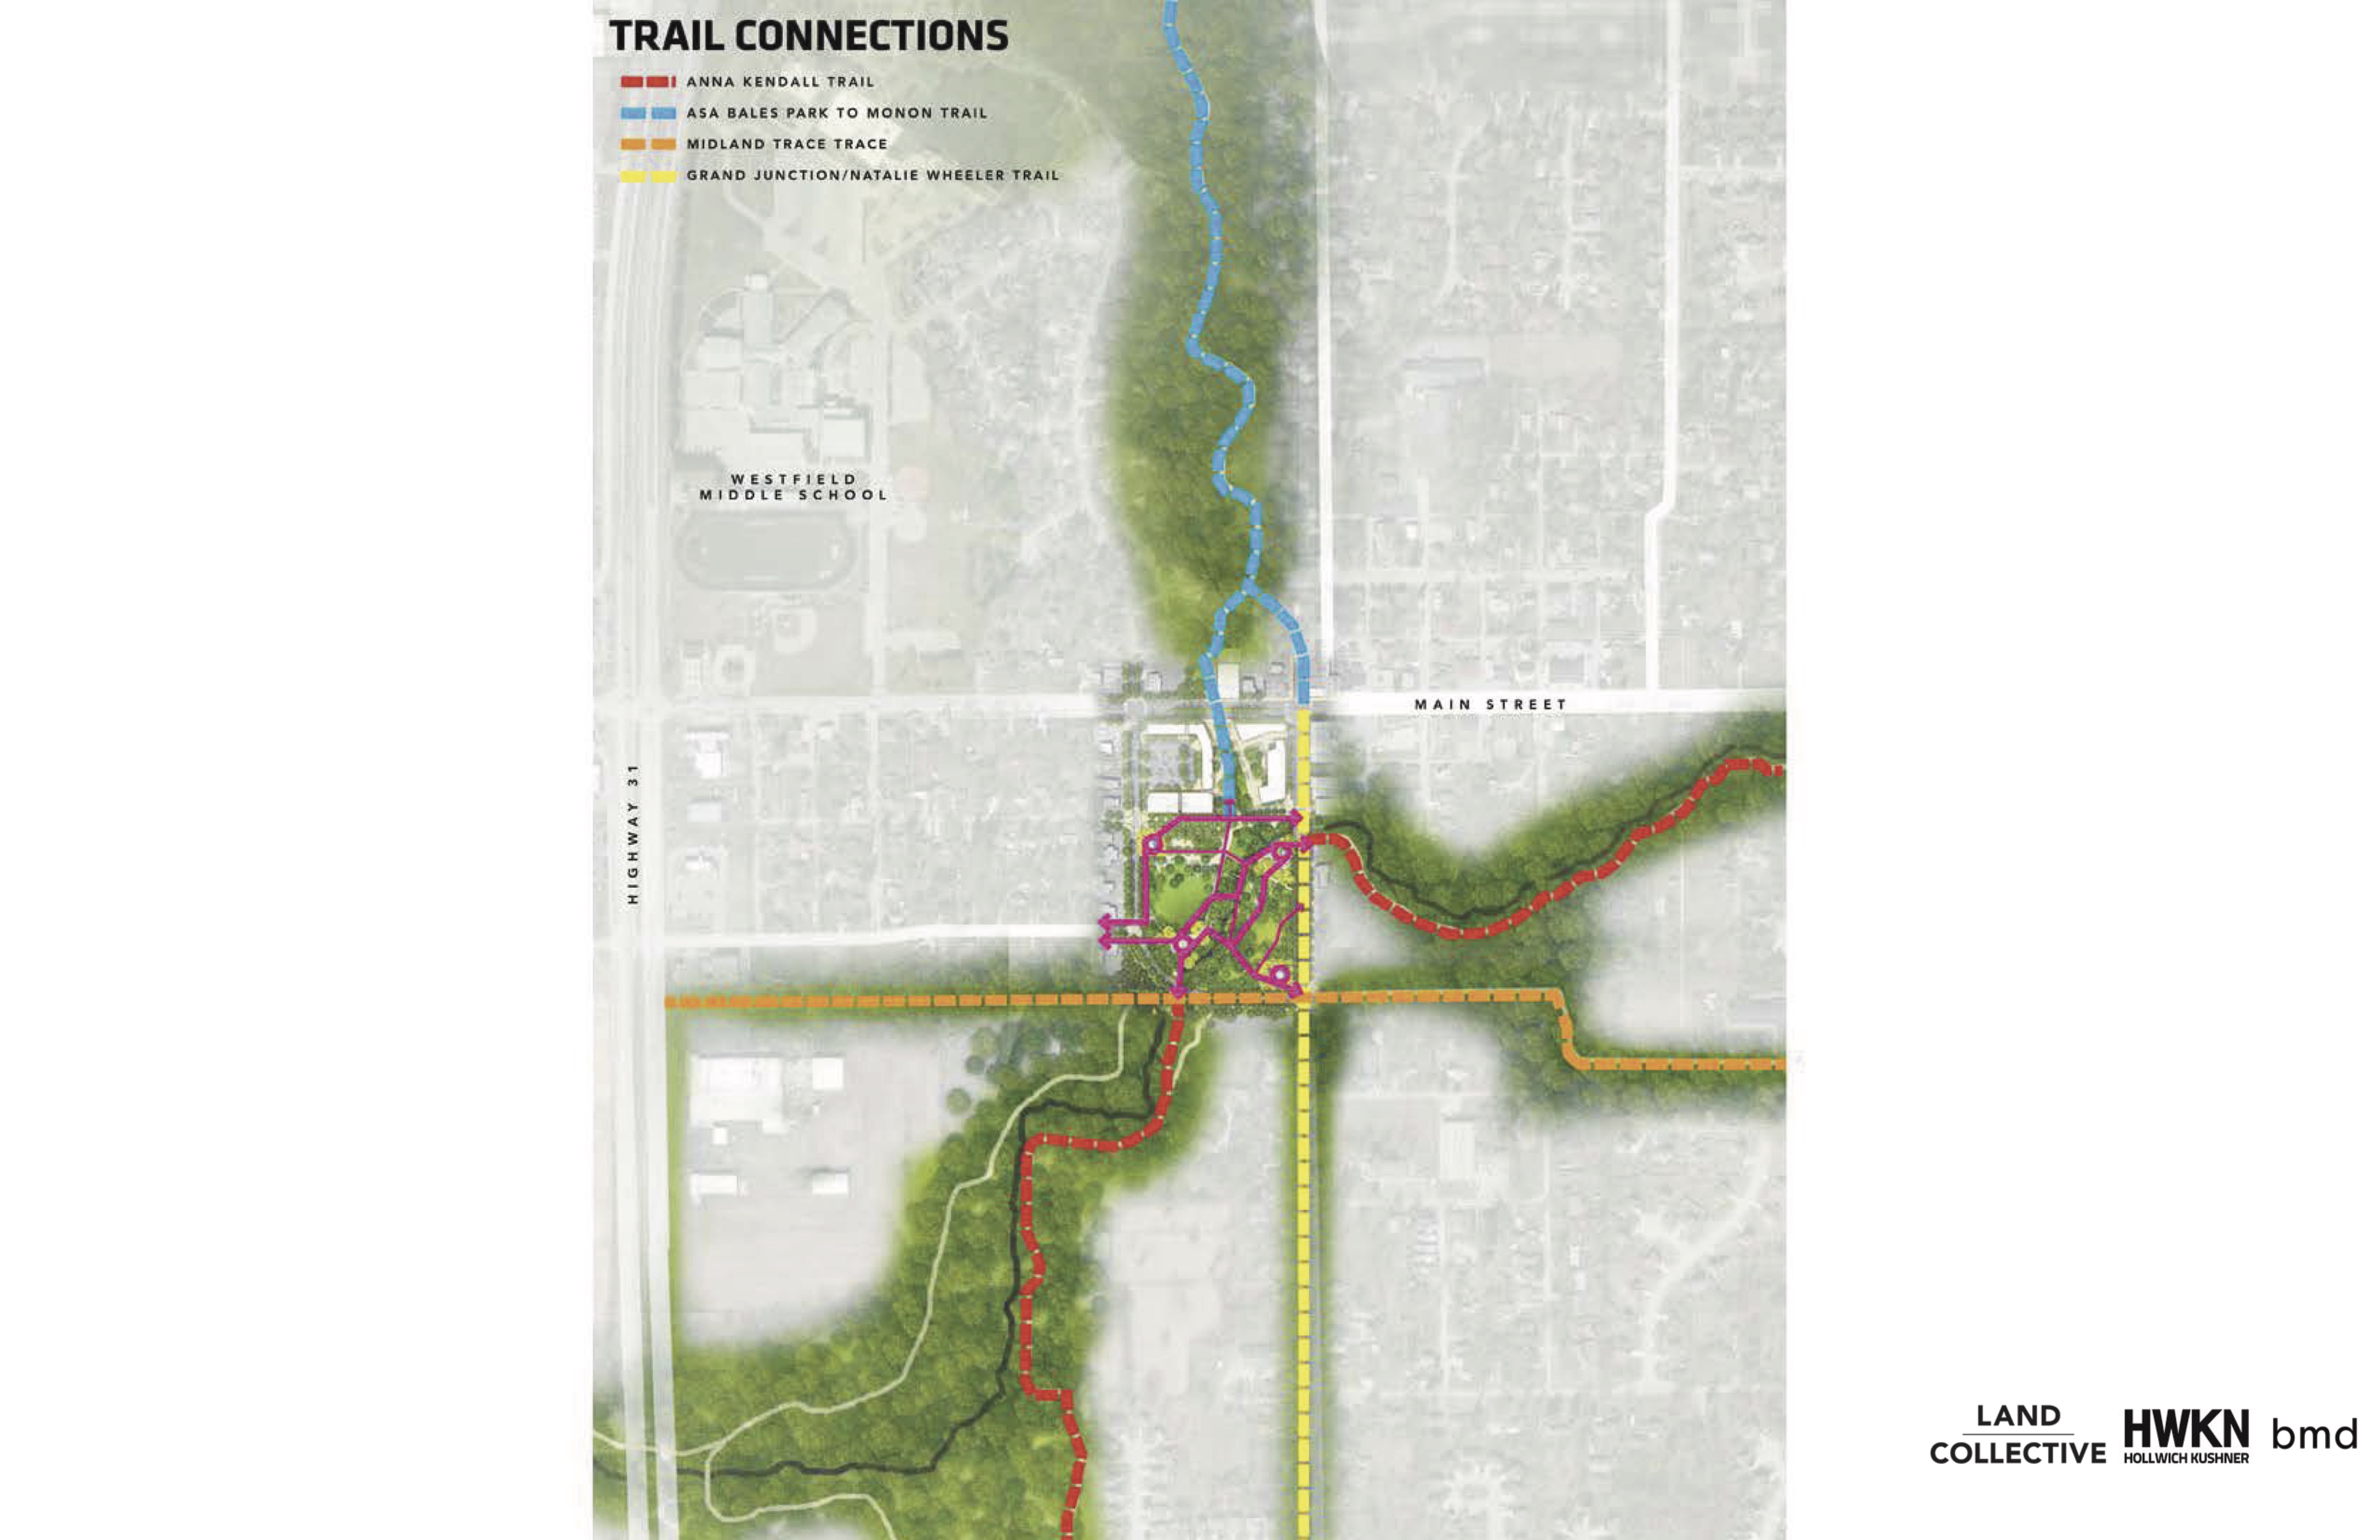 TRAIL CONNECTIONS
ANNA KENDALL TRAIL
ASA BALES PARK TO MONON TRAIL
MIDLAND TRACE TRACE
GRAND JUNCTION/NATALIE WHEELER TRAIL
WESTFIELD
MIDDLE SCHOOL
MAIN STREET
HIGHWAY 31
LAND
COLLECTIVE
HWKN
HOLLWICH KUSHNER
bmd